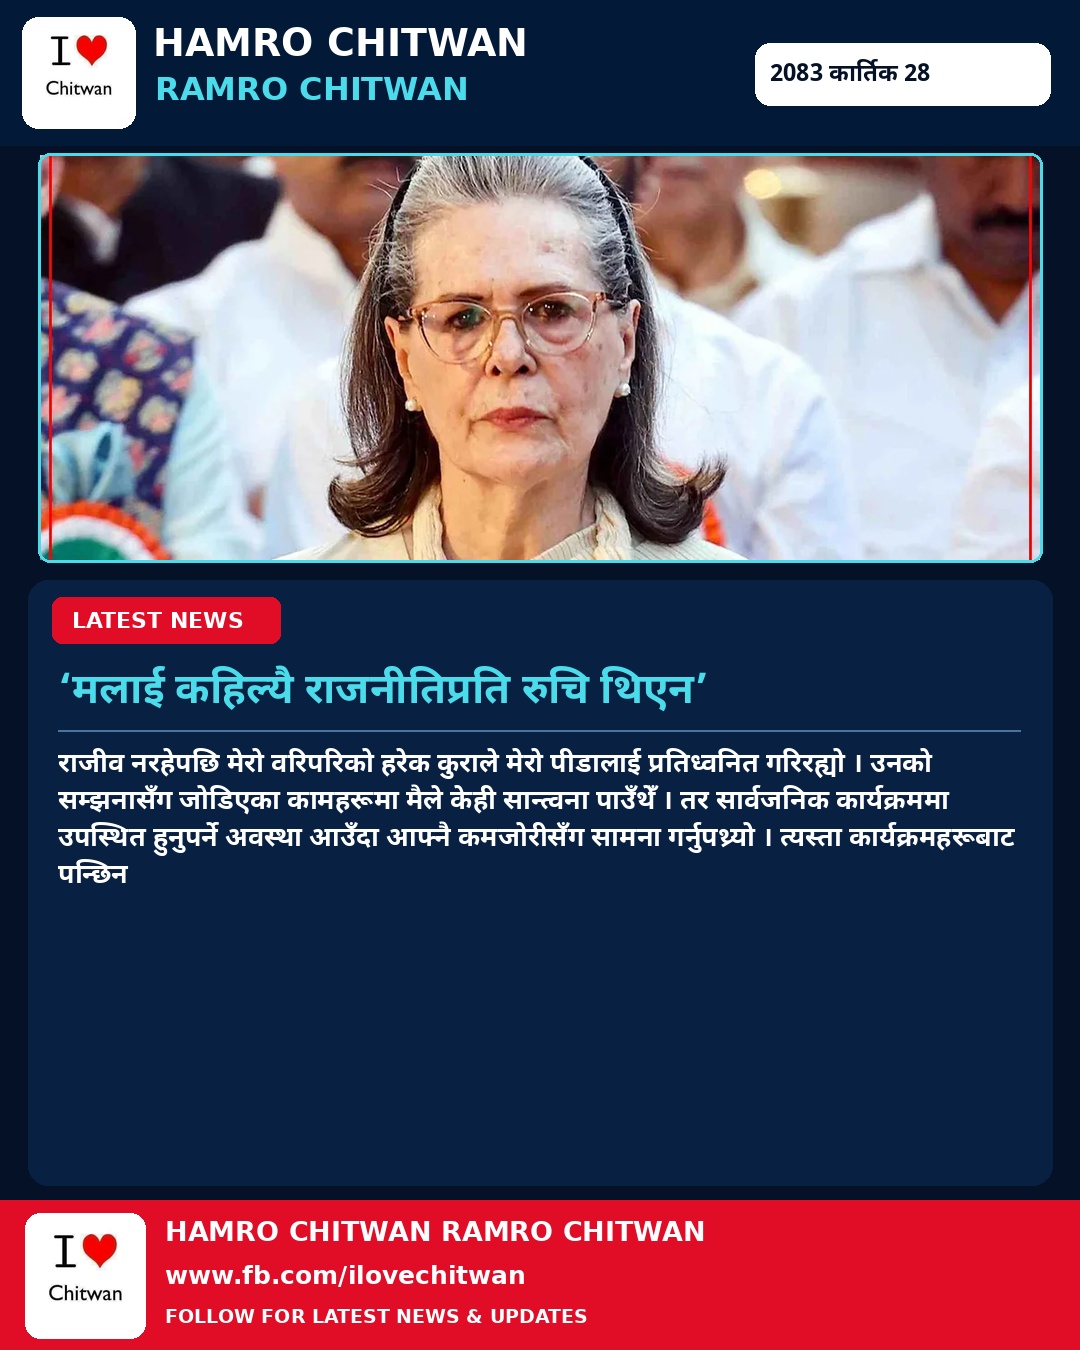 I ❤ Chitwan
HAMRO CHITWAN
RAMRO CHITWAN
2083 कार्तिक 28
LATEST NEWS
‘मलाई कहिल्यै राजनीतिप्रति रुचि थिएन’
राजीव नरहेपछि मेरो वरिपरिको हरेक कुराले मेरो पीडालाई प्रतिध्वनित गरिरह्यो । उनको
सम्झनासँग जोडिएका कामहरूमा मैले केही सान्त्वना पाउँथेँ । तर सार्वजनिक कार्यक्रममा
उपस्थित हुनुपर्ने अवस्था आउँदा आफ्नै कमजोरीसँग सामना गर्नुपथ्र्यो । त्यस्ता कार्यक्रमहरूबाट
पन्छिन
I ❤ Chitwan
HAMRO CHITWAN RAMRO CHITWAN
www.fb.com/ilovechitwan
FOLLOW FOR LATEST NEWS & UPDATES